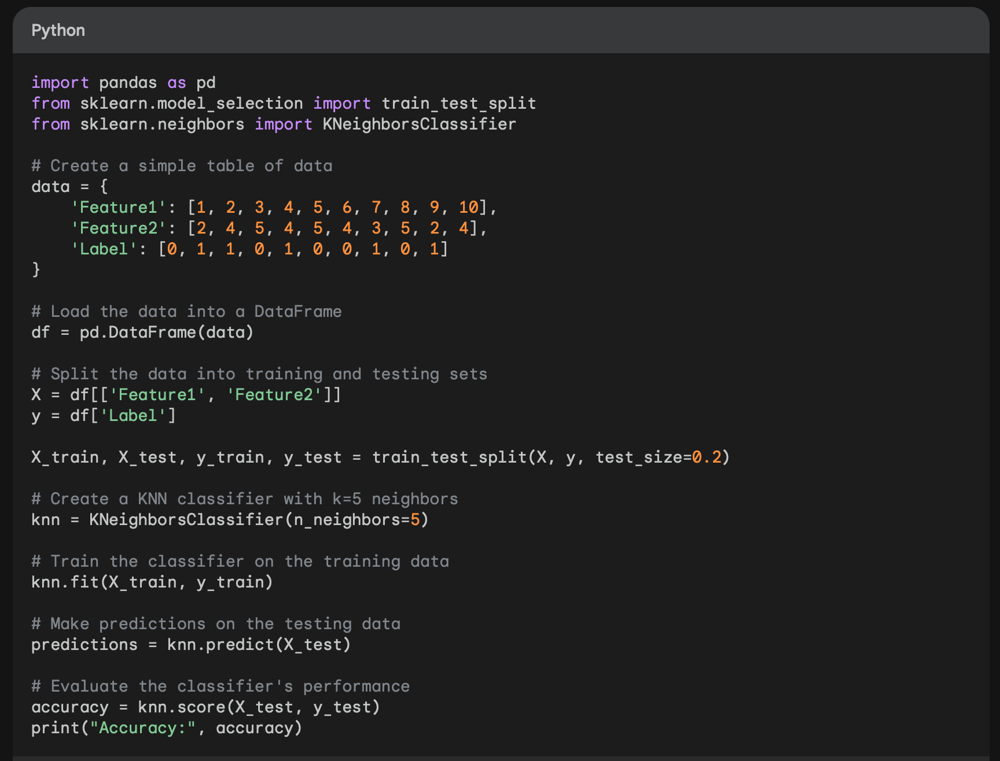 Python
import pandas as pd
from sklearn.model_selection import train_test_split
from sklearn.neighbors import KNeighborsClassifier
# Create a simple table of data
data = {
    'Feature1': [1, 2, 3, 4, 5, 6, 7, 8, 9, 10],
    'Feature2': [2, 4, 5, 4, 5, 4, 3, 5, 2, 4],
    'Label': [0, 1, 1, 0, 1, 0, 0, 1, 0, 1]
}
# Load the data into a DataFrame
df = pd.DataFrame(data)
# Split the data into training and testing sets
X = df[['Feature1', 'Feature2']]
y = df['Label']
X_train, X_test, y_train, y_test = train_test_split(X, y, test_size=0.2)
# Create a KNN classifier with k=5 neighbors
knn = KNeighborsClassifier(n_neighbors=5)
# Train the classifier on the training data
knn.fit(X_train, y_train)
# Make predictions on the testing data
predictions = knn.predict(X_test)
# Evaluate the classifier's performance
accuracy = knn.score(X_test, y_test)
print("Accuracy:", accuracy)